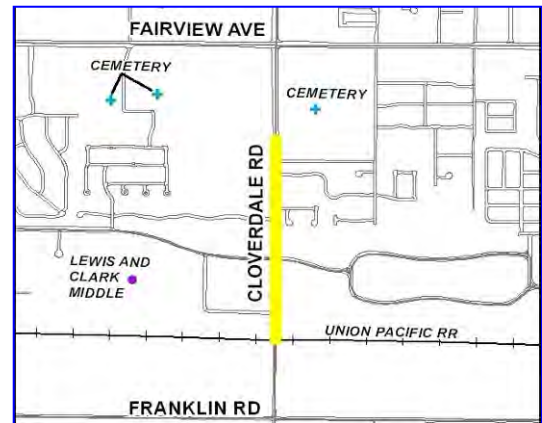 FAIRVIEW AVE
CEMETERY
CEMETERY
CLOVERDALE RD
LEWIS AND
CLARK
MIDDLE
UNION PACIFIC RR
FRANKLIN RD